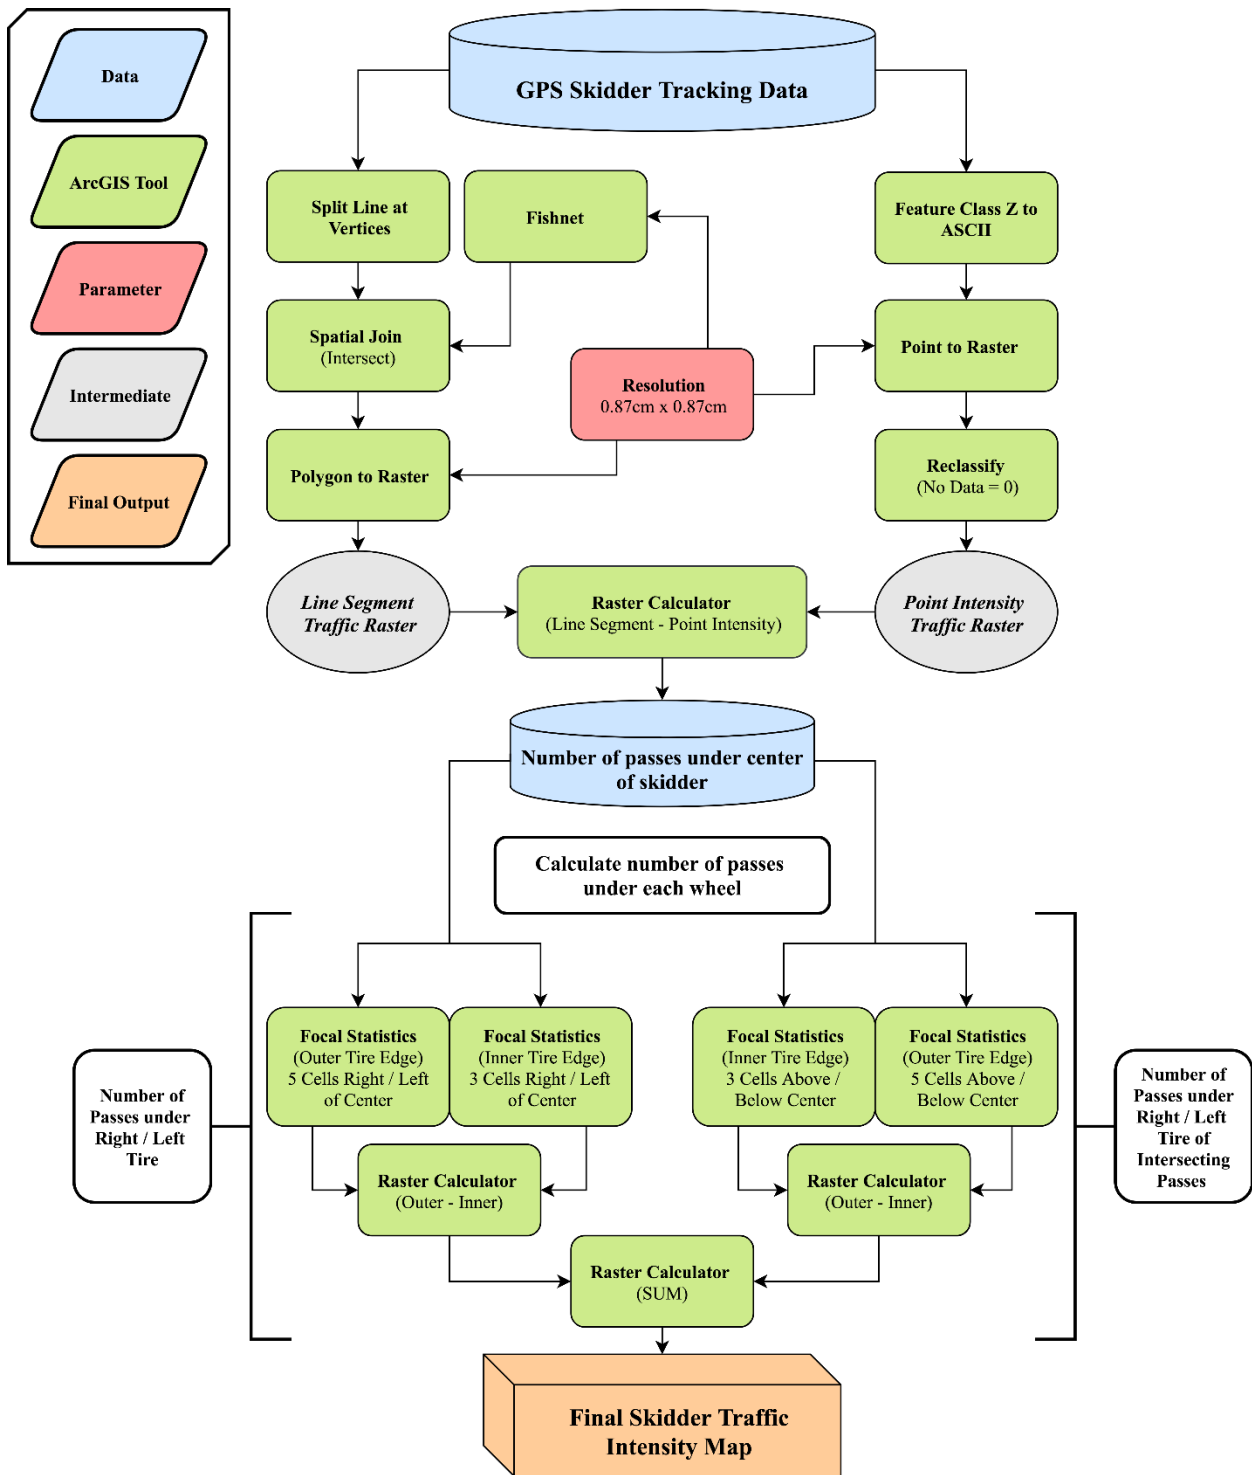 Data
ArcGIS Tool
Parameter
Intermediate
Final Output
GPS Skidder Tracking Data
Split Line at
Vertices
Fishnet
Feature Class Z to
ASCII
Spatial Join
(Intersect)
Resolution
0.87cm x 0.87cm
Point to Raster
Polygon to Raster
Reclassify
(No Data = 0)
Line Segment
Traffic Raster
Raster Calculator
(Line Segment - Point Intensity)
Point Intensity
Traffic Raster
Number of passes under center
of skidder
Calculate number of passes
under each wheel
Number of
Passes under
Right / Left
Tire
Focal Statistics
(Outer Tire Edge)
5 Cells Right / Left
of Center
Focal Statistics
(Inner Tire Edge)
3 Cells Right / Left
of Center
Focal Statistics
(Inner Tire Edge)
3 Cells Above /
Below Center
Focal Statistics
(Outer Tire Edge)
5 Cells Above /
Below Center
Number of
Passes under
Right / Left
Tire of
Intersecting
Passes
Raster Calculator
(Outer - Inner)
Raster Calculator
(Outer - Inner)
Raster Calculator
(SUM)
Final Skidder Traffic
Intensity Map